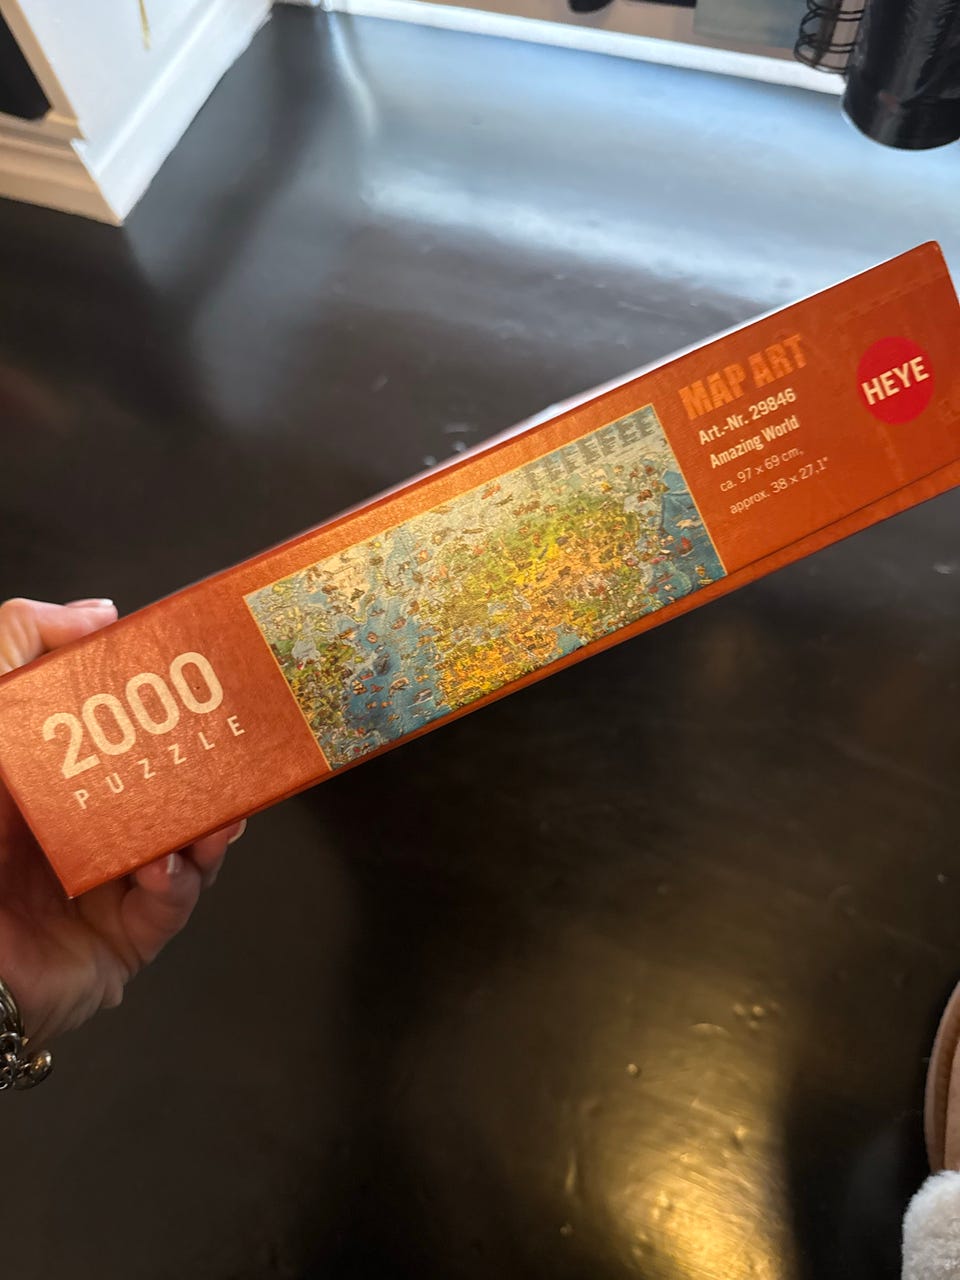 2000
PUZZLE
MAP ART
Art.-Nr. 29846
Amazing World
ca. 97 x 69 cm,
approx. 38 x 27,1"
HEYE